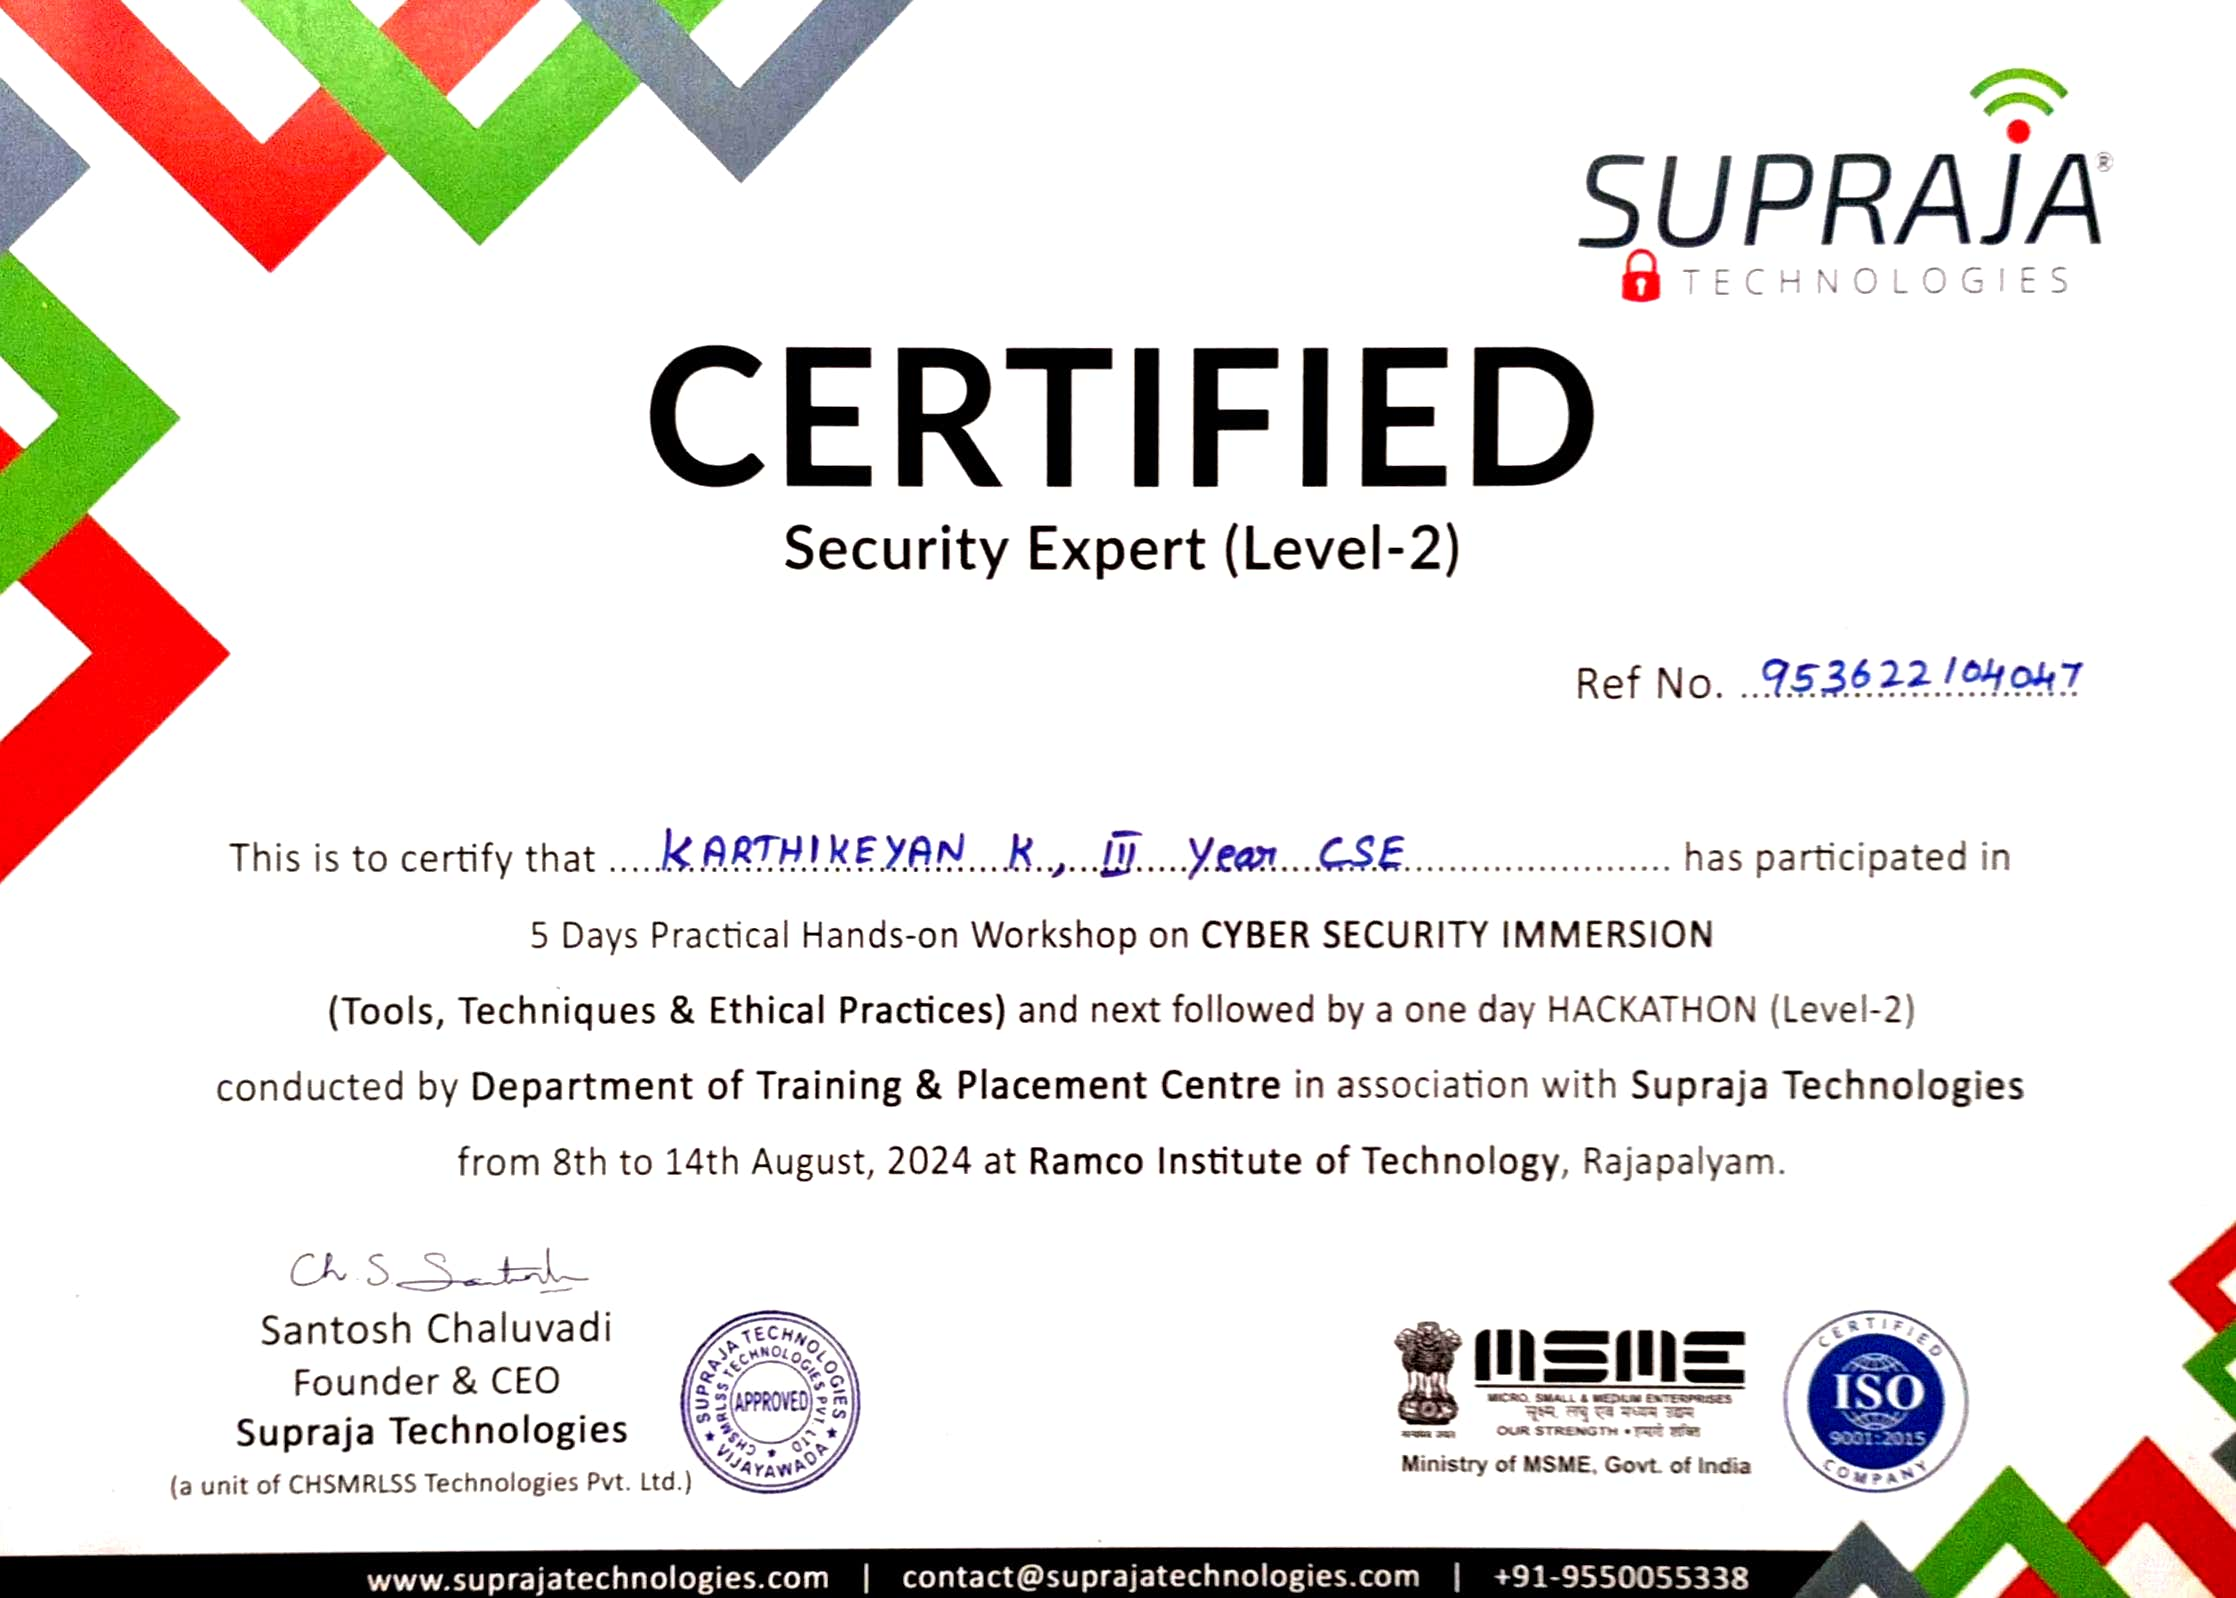 SUPRAJA®
TECHNOLOGIES
CERTIFIED
Security Expert (Level-2)
Ref No. 953622104047
This is to certify that KARTHIKEYAN K, III Year CSE has participated in
5 Days Practical Hands-on Workshop on CYBER SECURITY IMMERSION
(Tools, Techniques & Ethical Practices) and next followed by a one day HACKATHON (Level-2)
conducted by Department of Training & Placement Centre in association with Supraja Technologies
from 8th to 14th August, 2024 at Ramco Institute of Technology, Rajapalyam.
Ch. S. Santosh
Santosh Chaluvadi
Founder & CEO
Supraja Technologies
(a unit of CHSMRLSS Technologies Pvt. Ltd.)
SUPRAJA TECHNOLOGIES
CHSMRLSS TECHNOLOGIES PVT. LTD
APPROVED
VIJAYAWADA
MSME
MICRO, SMALL & MEDIUM ENTERPRISES
सूक्ष्म, लघु एवं मध्यम उद्यम
OUR STRENGTH • हमारी शक्ति
Ministry of MSME, Govt. of India
CERTIFIED
ISO
9001:2015
COMPANY
www.suprajatechnologies.com | contact@suprajatechnologies.com | +91-9550055338